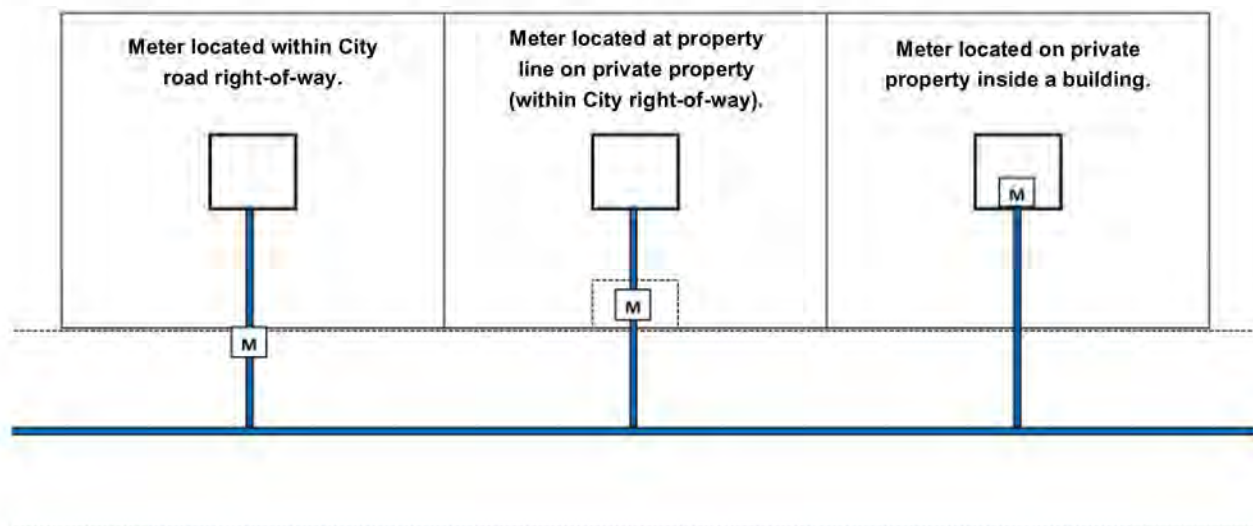 Meter located within City
road right-of-way.
Meter located at property
line on private property
(within City right-of-way).
Meter located on private
property inside a building.
M
M
M